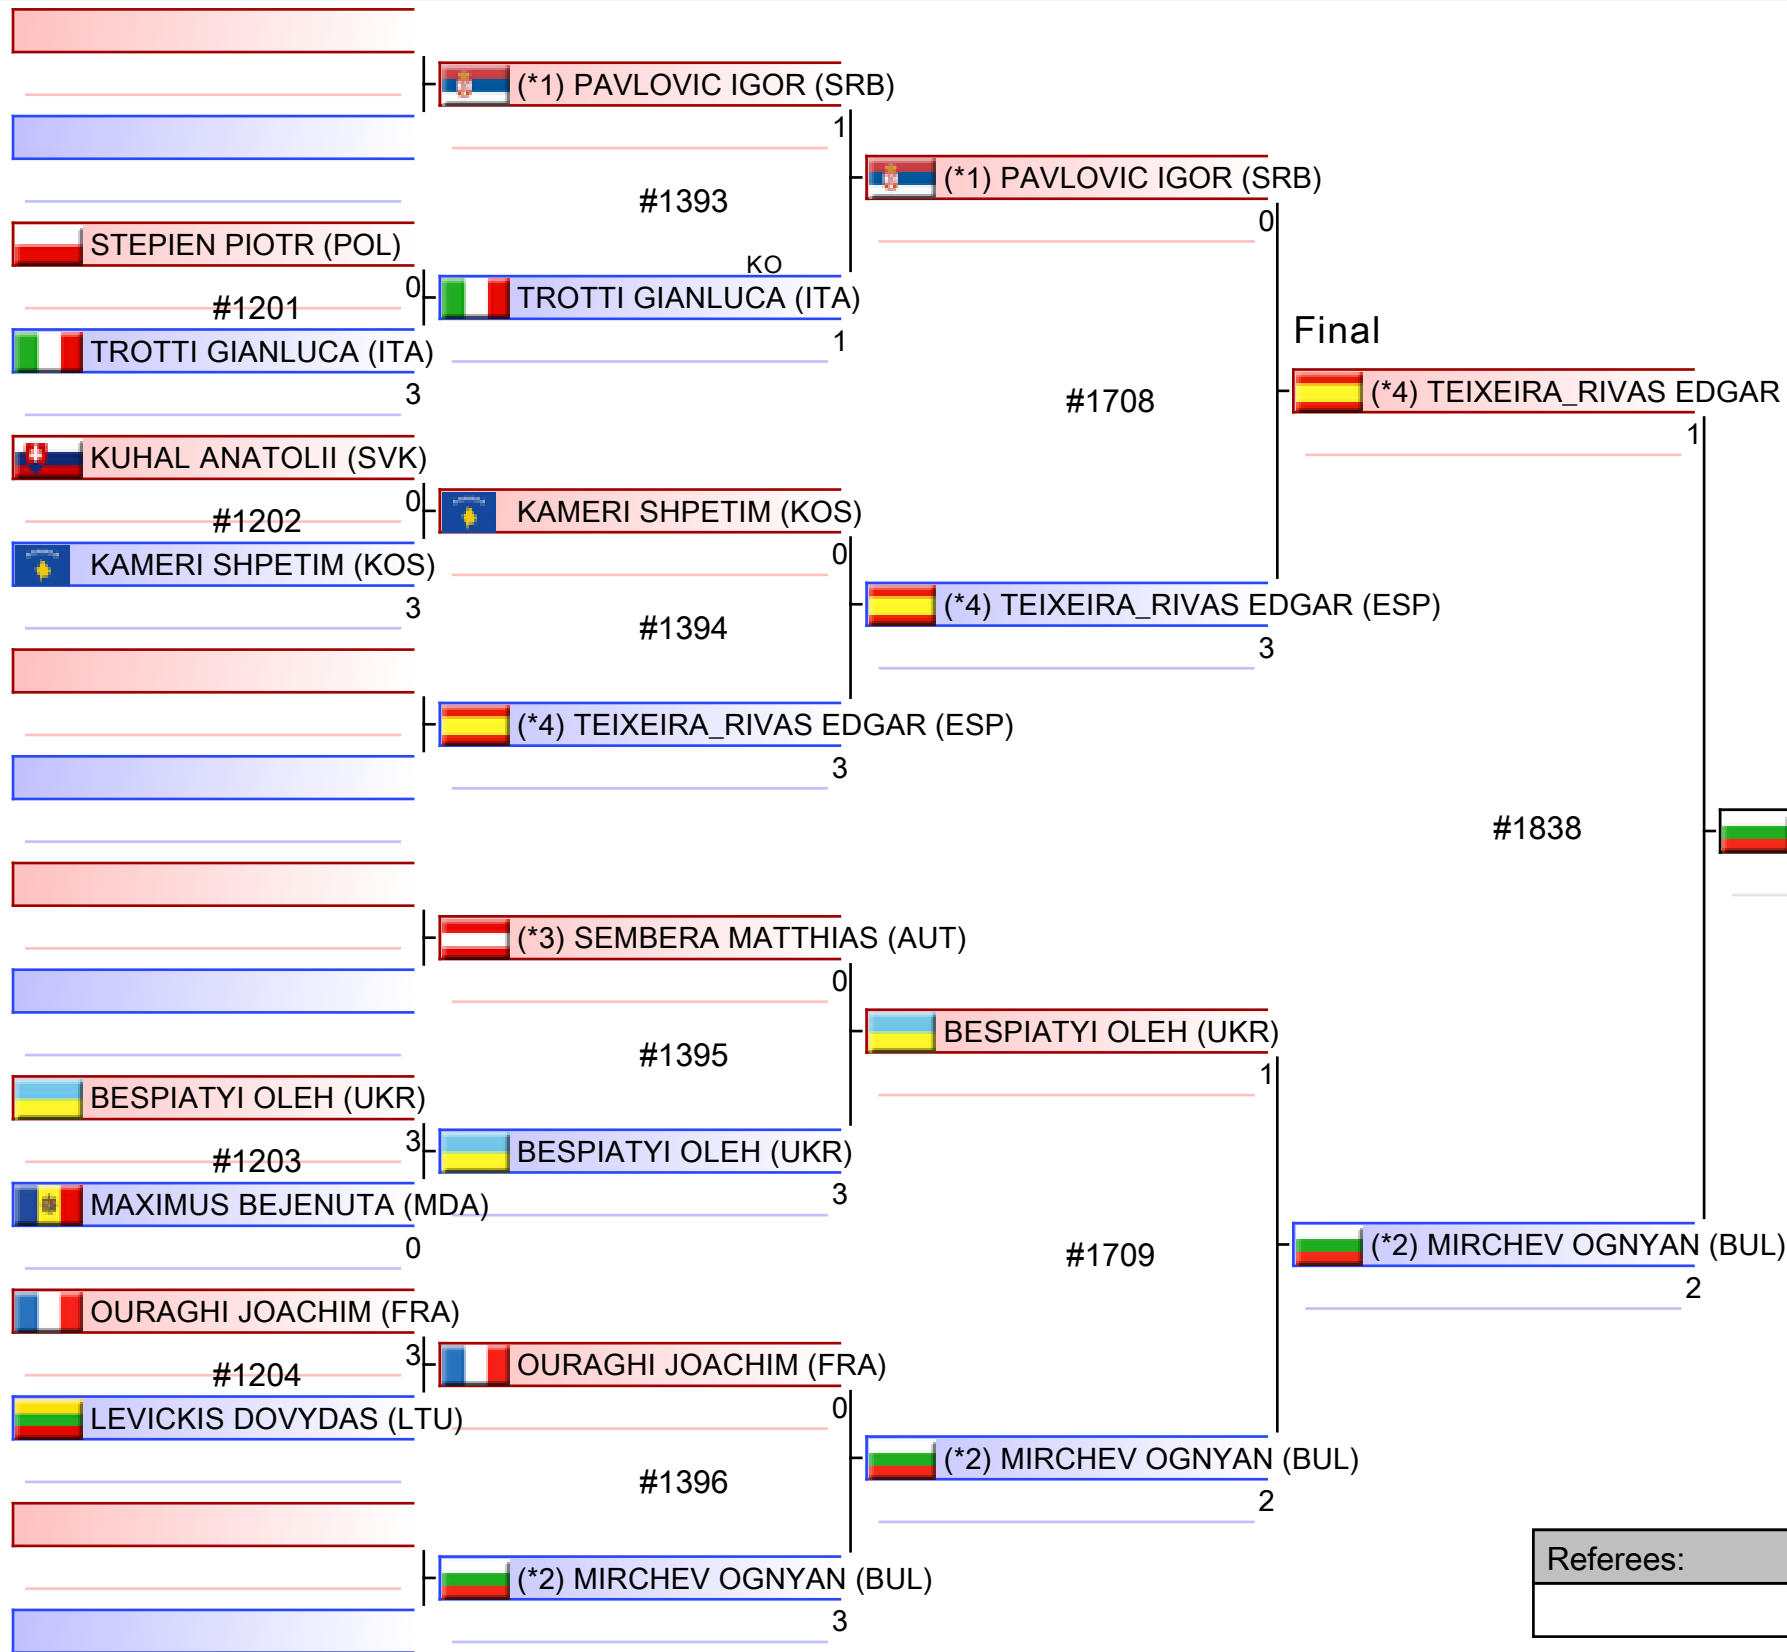 (*1) PAVLOVIC IGOR (SRB)
1
(*1) PAVLOVIC IGOR (SRB)
#1393
0
STEPIEN PIOTR (POL)
KO
0
TROTTI GIANLUCA (ITA)
#1201
Final
1
TROTTI GIANLUCA (ITA)
3
(*4) TEIXEIRA_RIVAS EDGAR
#1708
1
KUHAL ANATOLII (SVK)
0
KAMERI SHPETIM (KOS)
#1202
0
KAMERI SHPETIM (KOS)
3
(*4) TEIXEIRA_RIVAS EDGAR (ESP)
#1394
3
(*4) TEIXEIRA_RIVAS EDGAR (ESP)
3
#1838
(*3) SEMBERA MATTHIAS (AUT)
0
BESPIATYI OLEH (UKR)
#1395
1
BESPIATYI OLEH (UKR)
3
BESPIATYI OLEH (UKR)
#1203
3
MAXIMUS BEJENUTA (MDA)
0
#1709
(*2) MIRCHEV OGNYAN (BUL)
2
OURAGHI JOACHIM (FRA)
3
OURAGHI JOACHIM (FRA)
#1204
0
LEVICKIS DOVYDAS (LTU)
(*2) MIRCHEV OGNYAN (BUL)
#1396
2
Referees:
(*2) MIRCHEV OGNYAN (BUL)
3